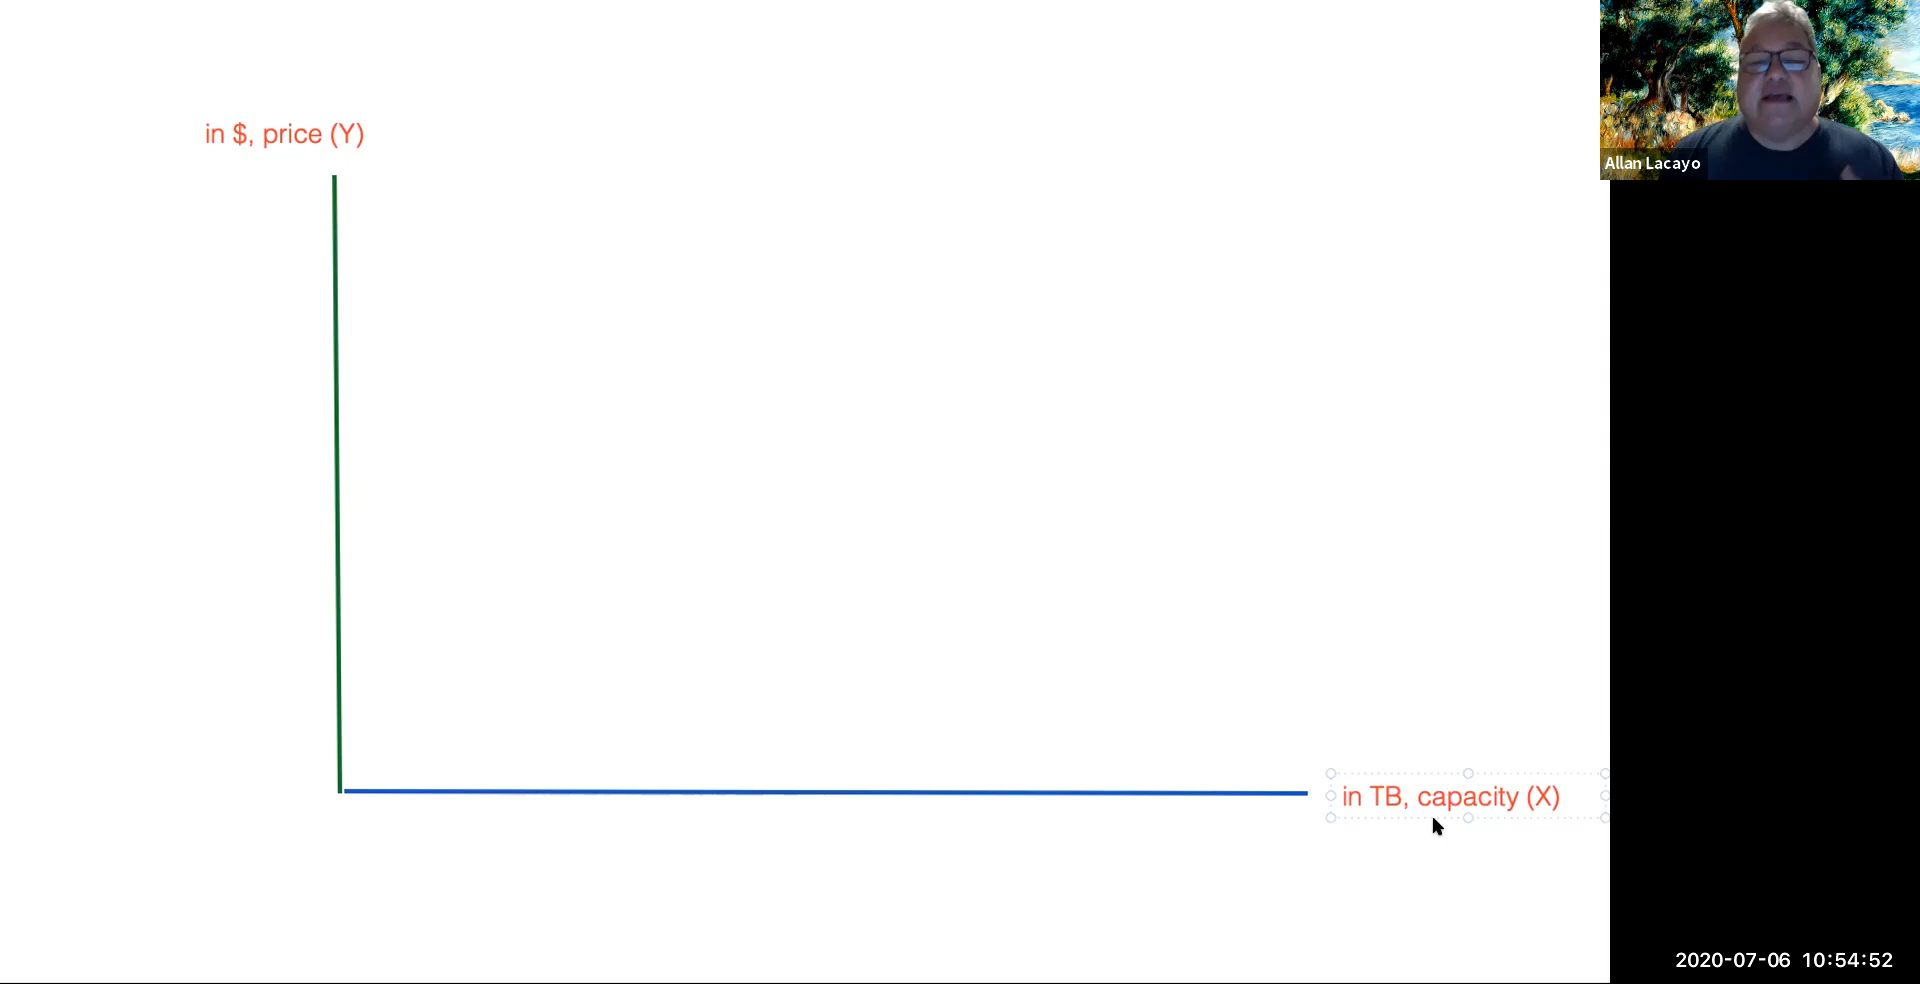 in $, price (Y)
Allan Lacayo
in TB, capacity (X)
2020-07-06 10:54:52